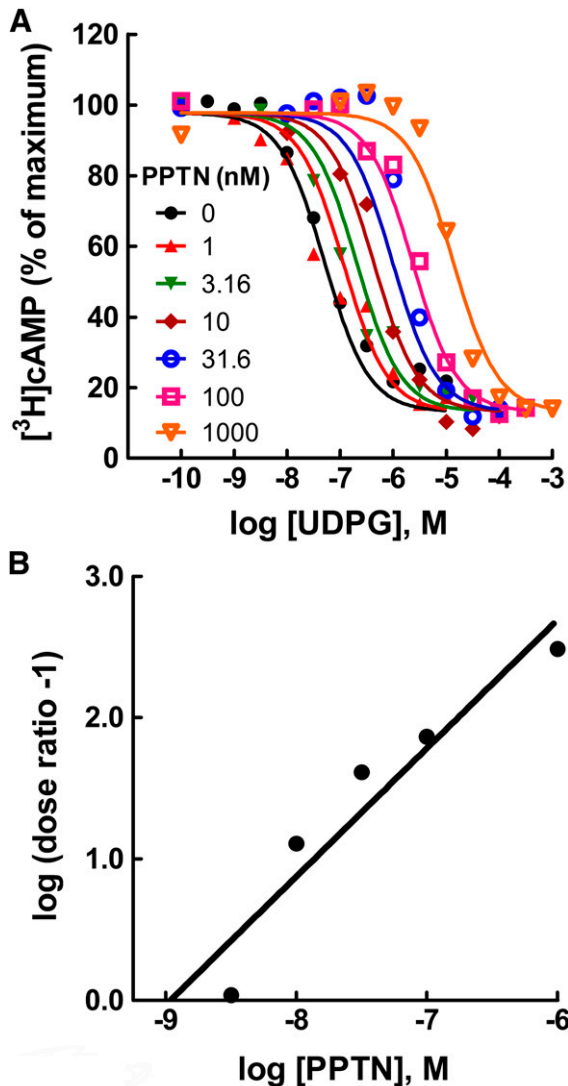 A
[³H]cAMP (% of maximum)
120
100
80
60
40
20
0
PPTN (nM)
0
1
3.16
10
31.6
100
1000
-10 -9 -8 -7 -6 -5 -4 -3
log [UDPG], M
B
log (dose ratio -1)
3.0
2.0
1.0
0.0
-9 -8 -7 -6
log [PPTN], M